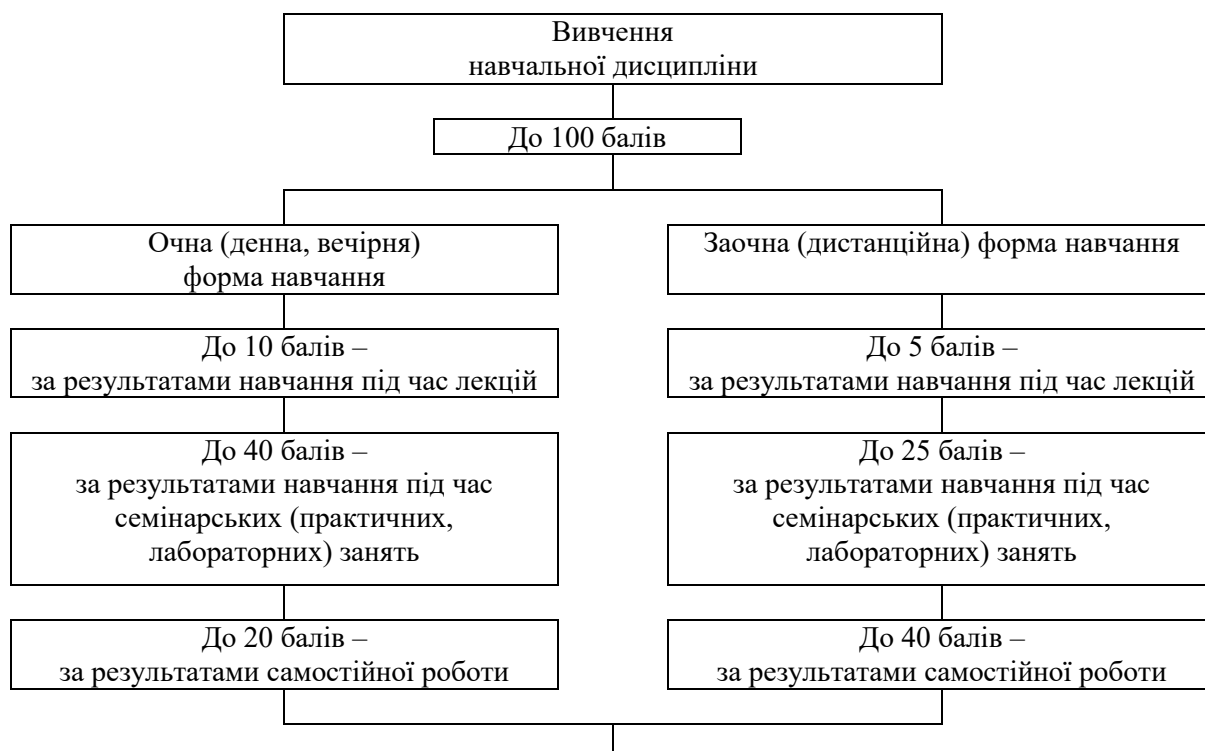 Вивчення
навчальної дисципліни
До 100 балів
Очна (денна, вечірня)
форма навчання
Заочна (дистанційна) форма навчання
До 10 балів –
за результатами навчання під час лекцій
До 5 балів –
за результатами навчання під час лекцій
До 40 балів –
за результатами навчання під час
семінарських (практичних,
лабораторних) занять
До 25 балів –
за результатами навчання під час
семінарських (практичних,
лабораторних) занять
До 20 балів –
за результатами самостійної роботи
До 40 балів –
за результатами самостійної роботи